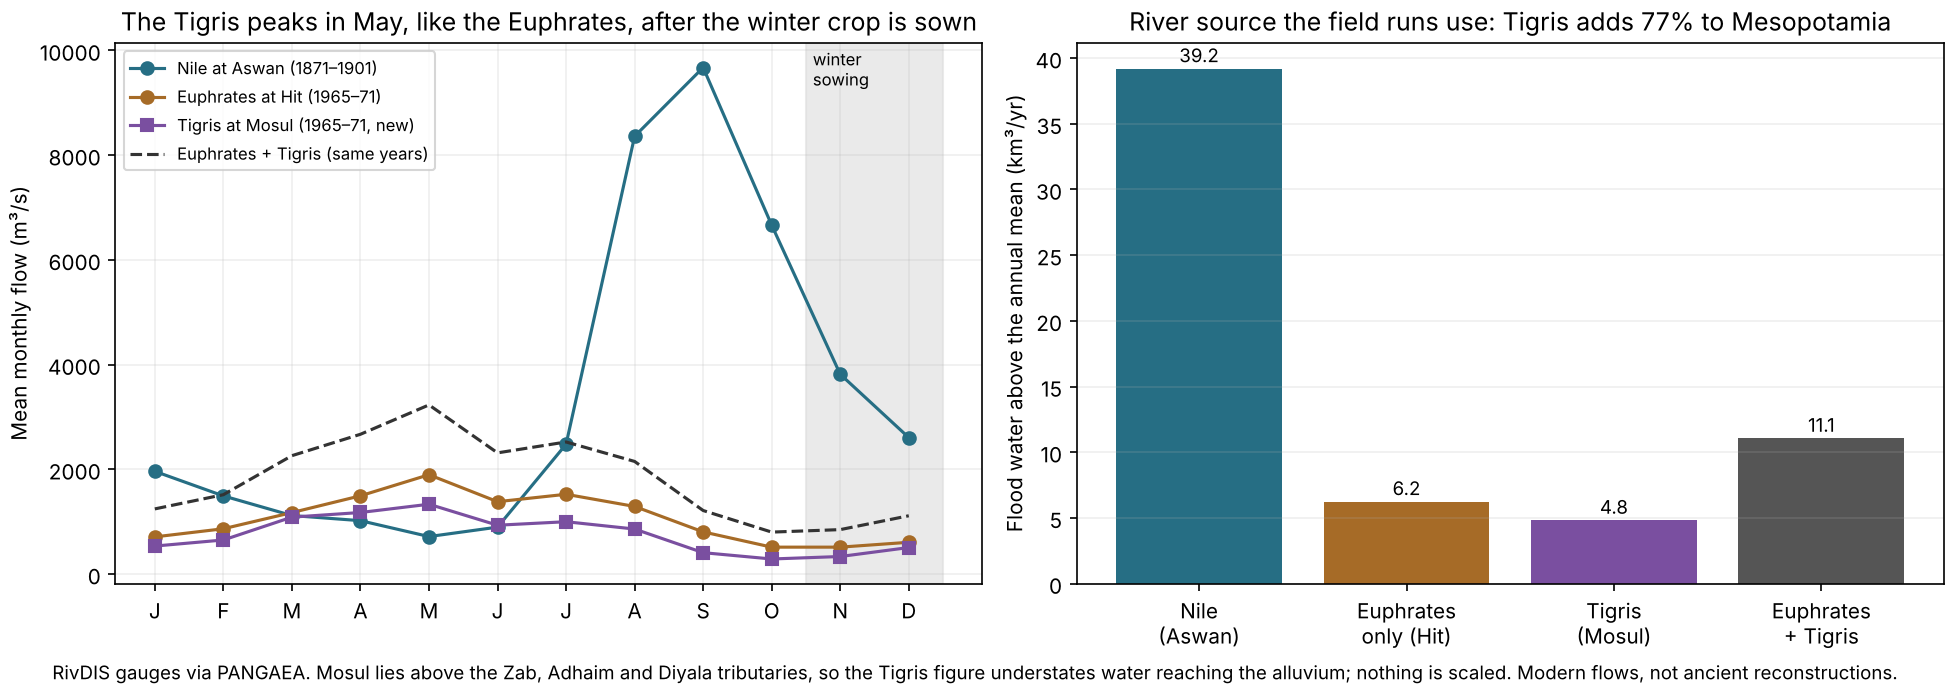 The Tigris peaks in May, like the Euphrates, after the winter crop is sown
Mean monthly flow (m³/s)
10000
8000
6000
4000
2000
0
Nile at Aswan (1871–1901)
Euphrates at Hit (1965–71)
Tigris at Mosul (1965–71, new)
Euphrates + Tigris (same years)
winter
sowing
J F M A M J J A S O N D
River source the field runs use: Tigris adds 77% to Mesopotamia
Flood water above the annual mean (km³/yr)
40
35
30
25
20
15
10
5
0
39.2
6.2
4.8
11.1
Nile
(Aswan)
Euphrates
only (Hit)
Tigris
(Mosul)
Euphrates
+ Tigris
RivDIS gauges via PANGAEA. Mosul lies above the Zab, Adhaim and Diyala tributaries, so the Tigris figure understates water reaching the alluvium; nothing is scaled. Modern flows, not ancient reconstructions.